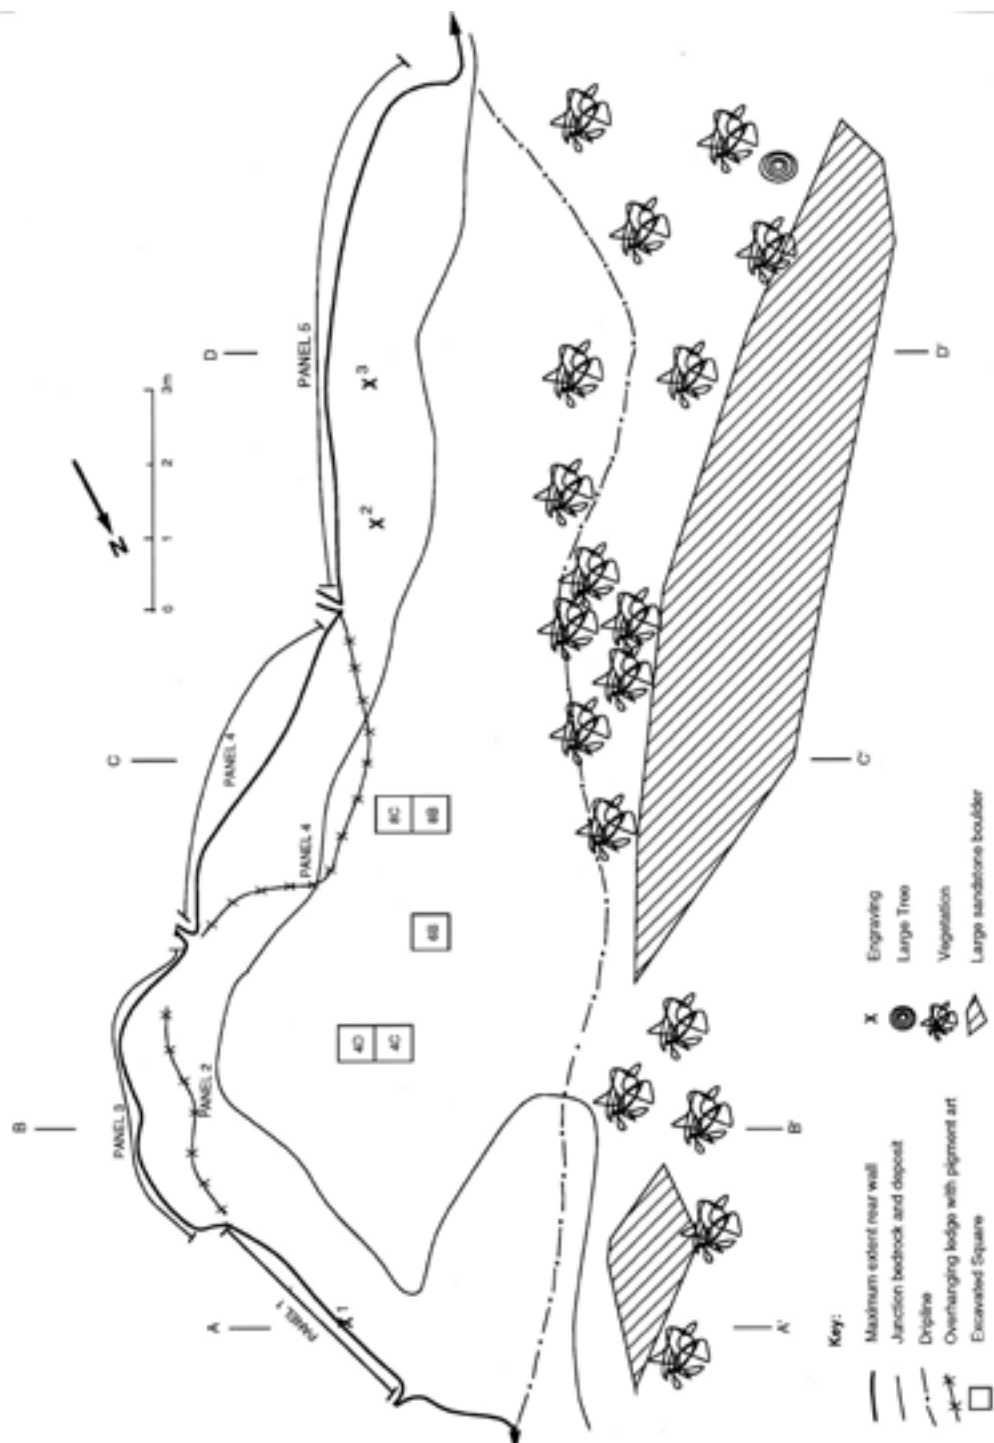 PANEL 5
D
3m
2
1
0
N
X3
X2
D'
C
PANEL 4
PANEL 4
8C
8B
6B
4D
4C
C'
PANEL 3
PANEL 2
B
B'
PANEL 1
1
A
A'
Key:
Maximum extent rear wall
Junction bedrock and deposit
Dripline
Overhanging ledge with pigment art
Excavated Square
X Engraving
Large Tree
Vegetation
Large sandstone boulder